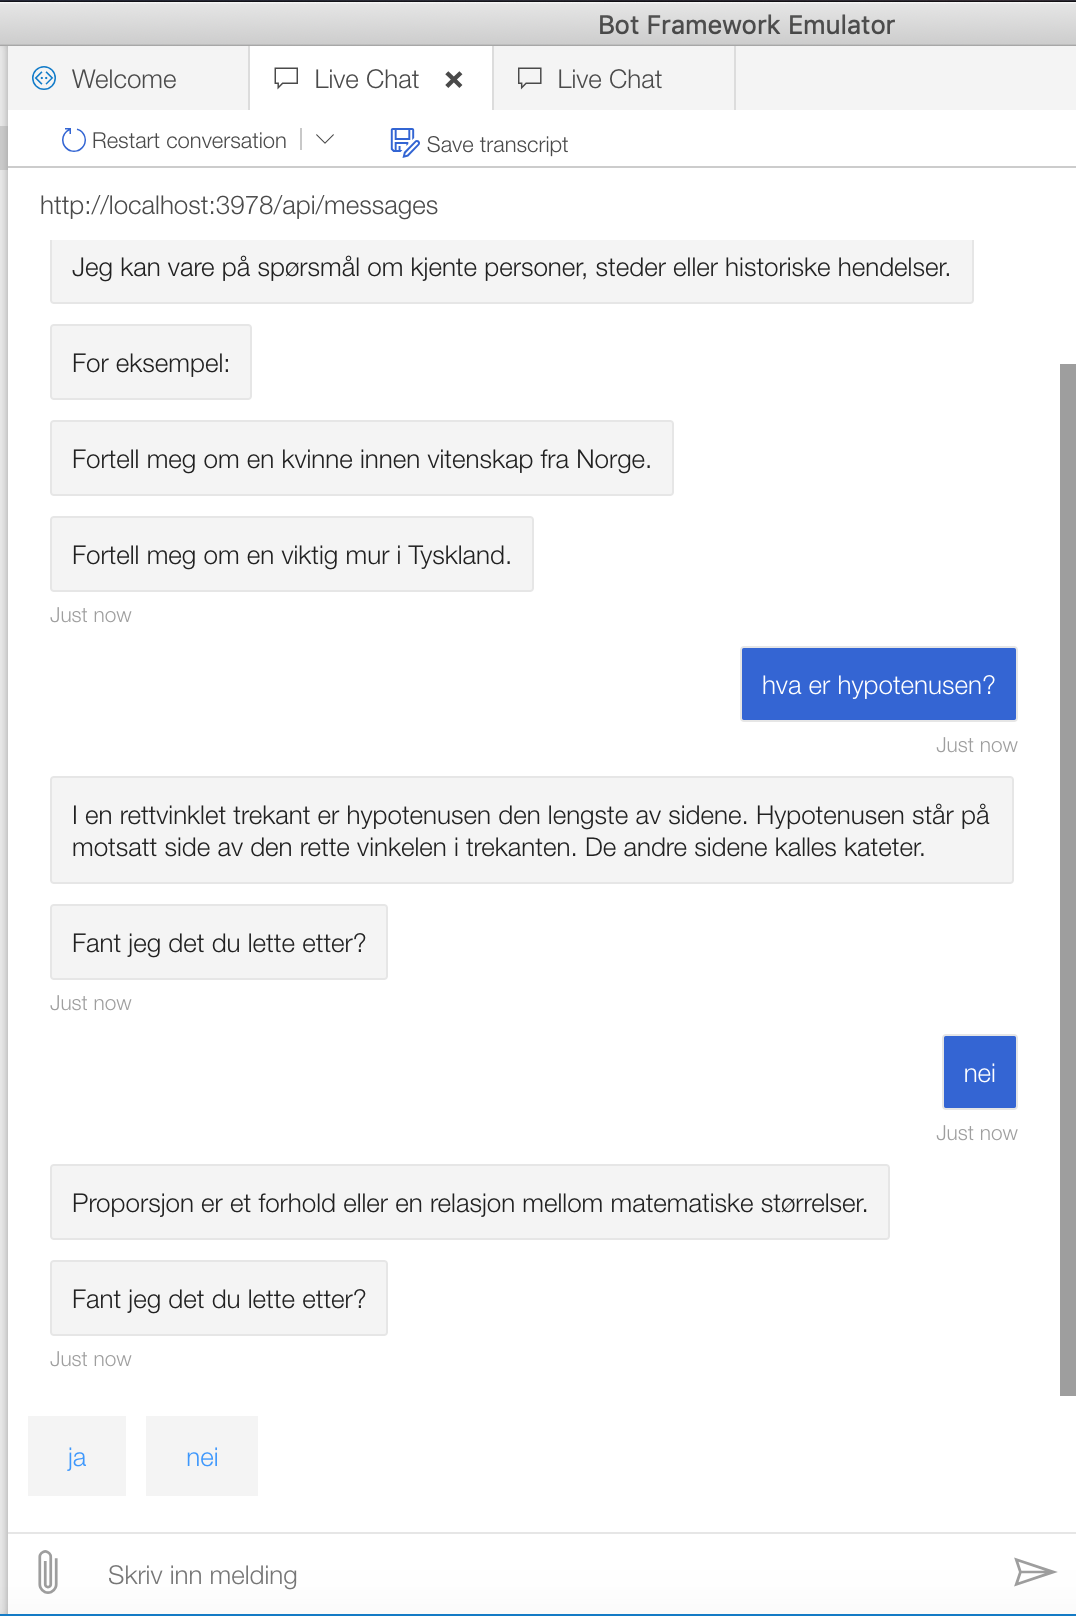 Bot Framework Emulator
Welcome
Live Chat
Live Chat
Restart conversation
Save transcript
http://localhost:3978/api/messages
Jeg kan vare på spørsmål om kjente personer, steder eller historiske hendelser.
For eksempel:
Fortell meg om en kvinne innen vitenskap fra Norge.
Fortell meg om en viktig mur i Tyskland.
Just now
hva er hypotenusen?
Just now
I en rettvinklet trekant er hypotenusen den lengste av sidene. Hypotenusen står på
motsatt side av den rette vinkelen i trekanten. De andre sidene kalles kateter.
Fant jeg det du lette etter?
Just now
nei
Just now
Proporsjon er et forhold eller en relasjon mellom matematiske størrelser.
Fant jeg det du lette etter?
Just now
ja
nei
Skriv inn melding